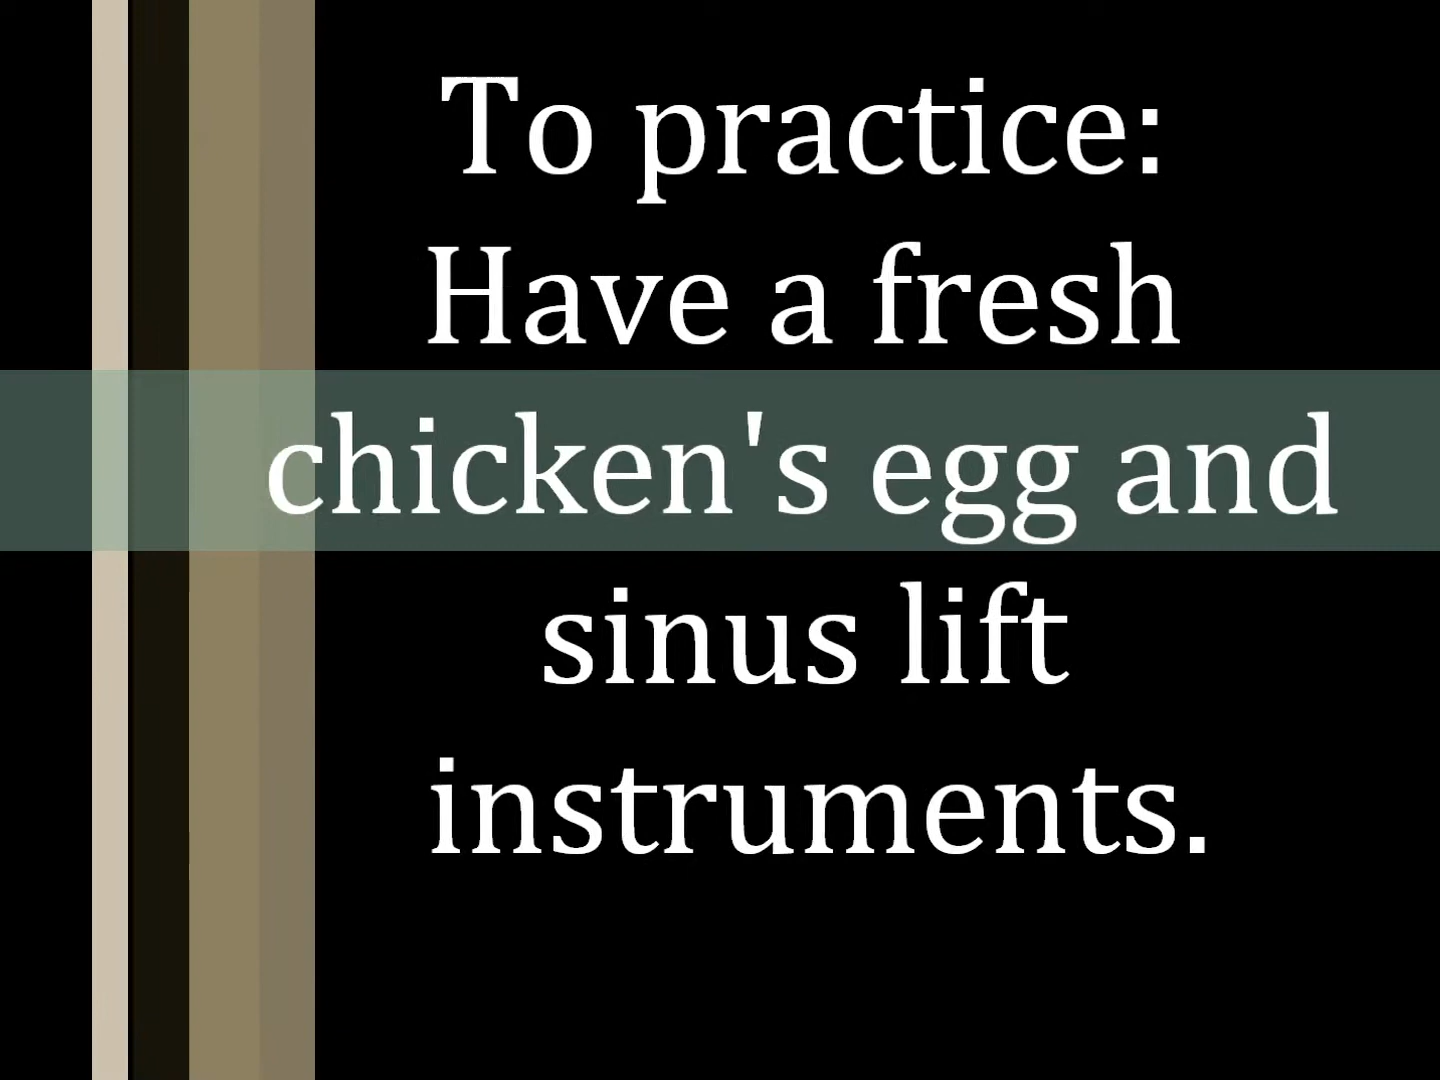 To practice:
Have a fresh
chicken's egg and
sinus lift
instruments.